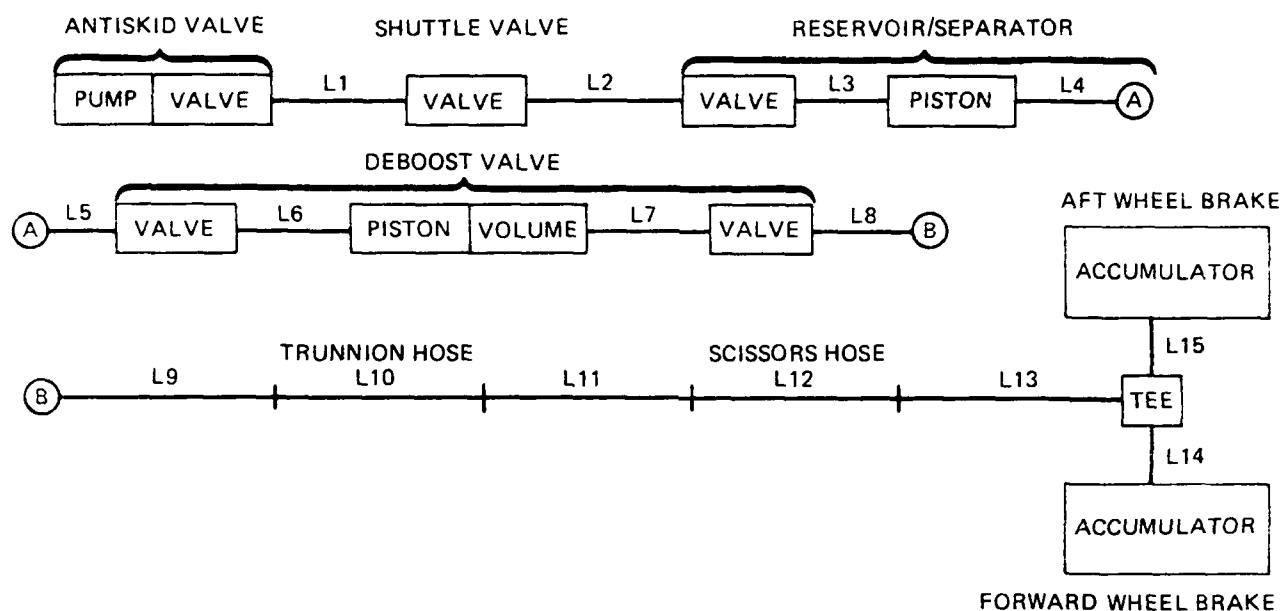 ANTISKID VALVE
SHUTTLE VALVE
RESERVOIR/SEPARATOR
PUMP
VALVE
L1
VALVE
L2
VALVE
L3
PISTON
L4
A
DEBOOST VALVE
A
L5
VALVE
L6
PISTON
VOLUME
L7
VALVE
L8
B
AFT WHEEL BRAKE
ACCUMULATOR
L15
TRUNNION HOSE
SCISSORS HOSE
B
L9
L10
L11
L12
L13
TEE
L14
ACCUMULATOR
FORWARD WHEEL BRAKE